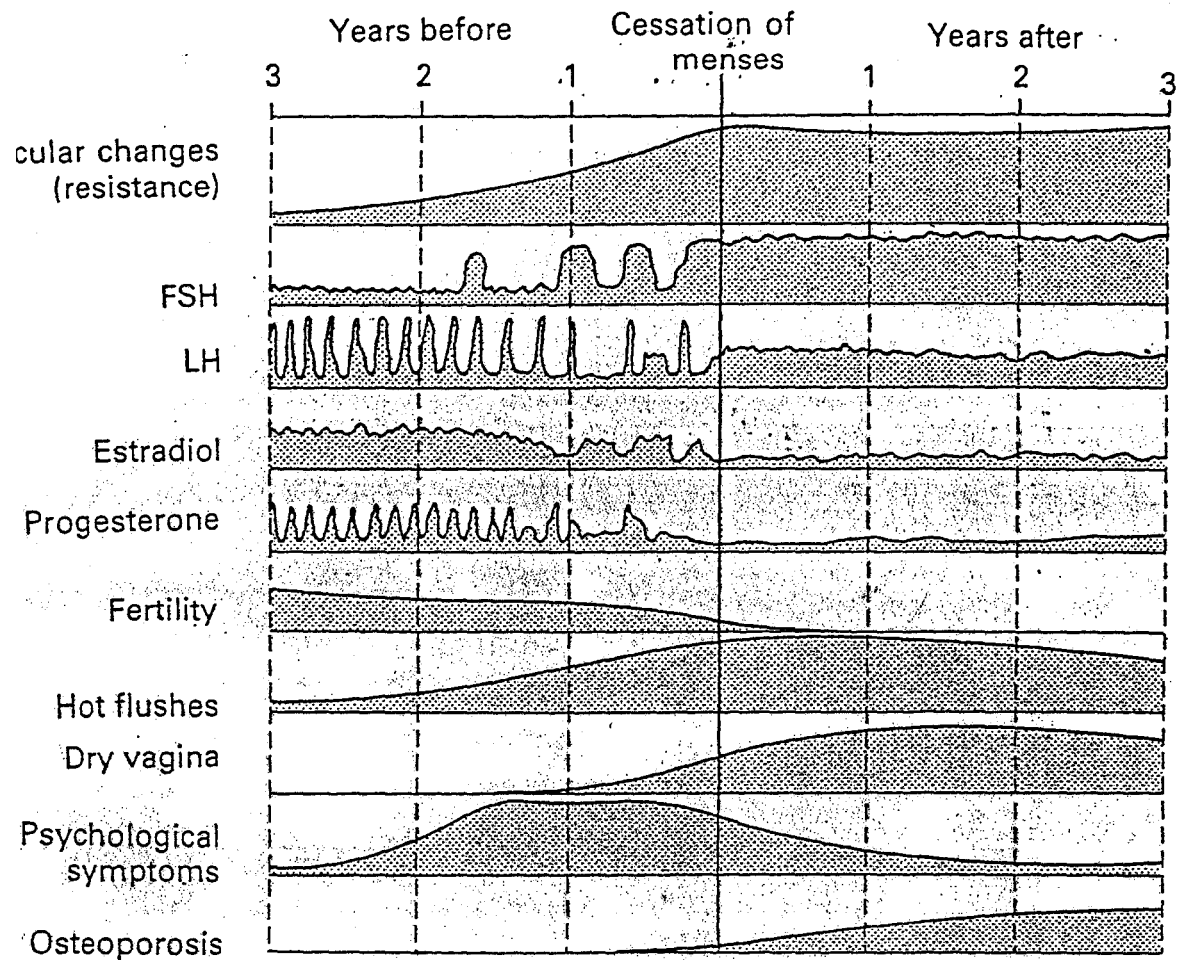 Years before
Cessation of
menses
Years after
3 2 1 1 2 3
cular changes
(resistance)
FSH
LH
Estradiol
Progesterone
Fertility
Hot flushes
Dry vagina
Psychological
symptoms
Osteoporosis